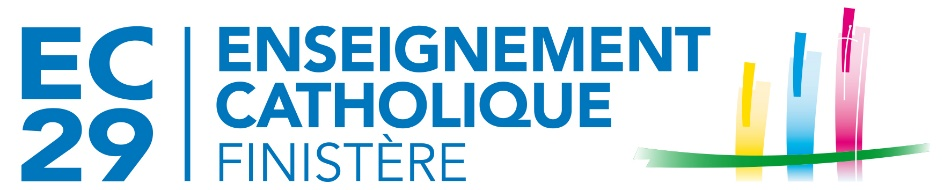 EC
29
ENSEIGNEMENT
CATHOLIQUE
FINISTÈRE